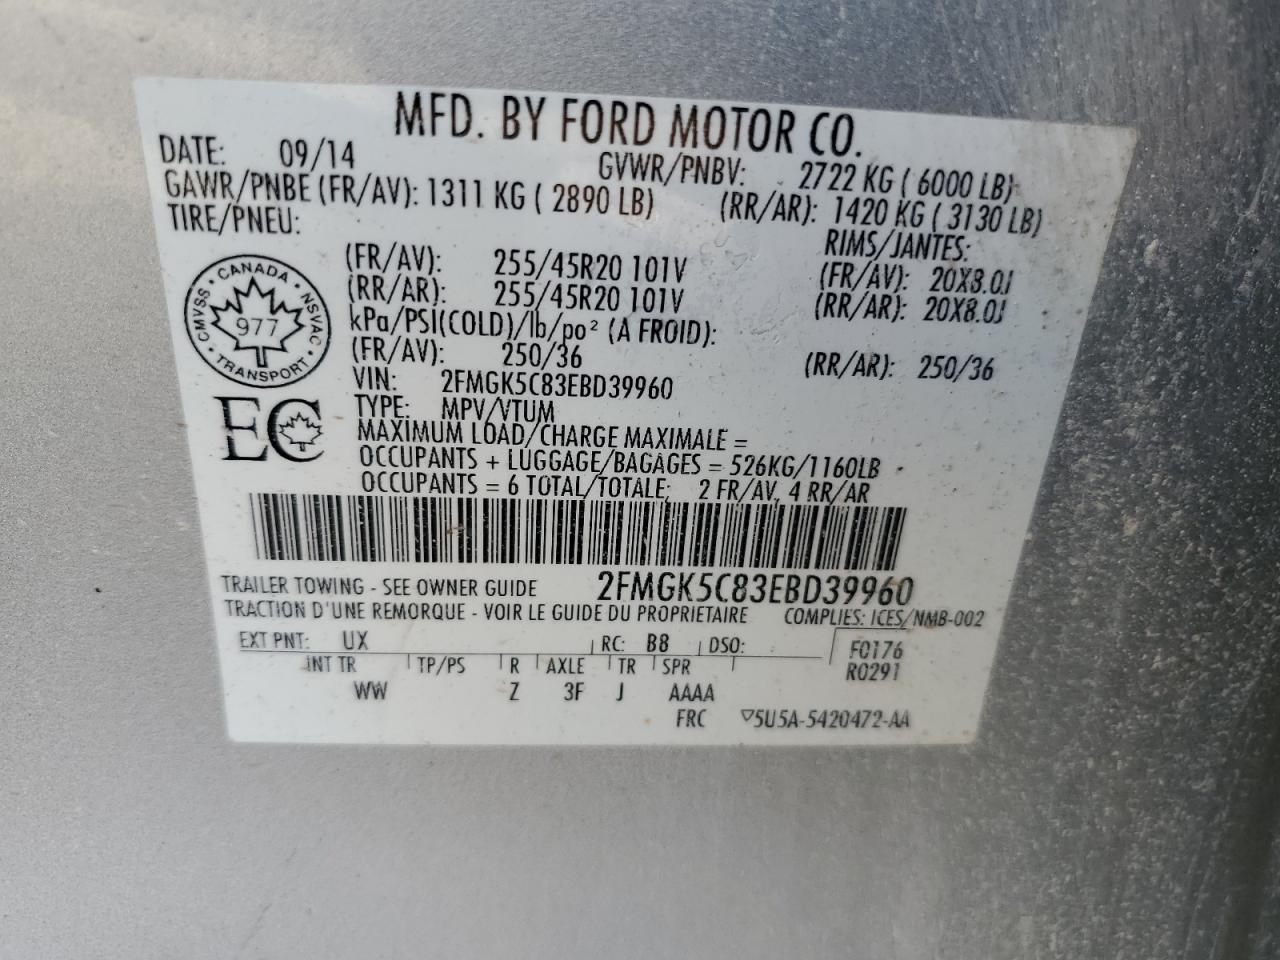 MFD. BY FORD MOTOR CO.
DATE: 09/14 GVWR/PNBV: 2722 KG ( 6000 LB)
GAWR/PNBE (FR/AV): 1311 KG ( 2890 LB) (RR/AR): 1420 KG ( 3130 LB)
TIRE/PNEU: RIMS/JANTES:
(FR/AV): 255/45R20 101V (FR/AV): 20X8.0J
(RR/AR): 255/45R20 101V (RR/AR): 20X8.0J
kPa/PSI(COLD)/lb/po² (A FROID):
(FR/AV): 250/36 (RR/AR): 250/36
CANADA
CMVSS NSVAC
977
TRANSPORT
VIN: 2FMGK5C83EBD39960
TYPE: MPV/VTUM
EC
MAXIMUM LOAD/CHARGE MAXIMALE =
OCCUPANTS + LUGGAGE/BAGAGES = 526KG/1160LB
OCCUPANTS = 6 TOTAL/TOTALE; 2 FR/AV, 4 RR/AR
TRAILER TOWING - SEE OWNER GUIDE 2FMGK5C83EBD39960
TRACTION D'UNE REMORQUE - VOIR LE GUIDE DU PROPRIETAIRE COMPLIES: ICES/NMB-002
EXT PNT: UX RC: B8 DSO: F0176
INT TR TP/PS R AXLE TR SPR R0291
WW Z 3F J AAAA
FRC ▽5U5A-5420472-AA